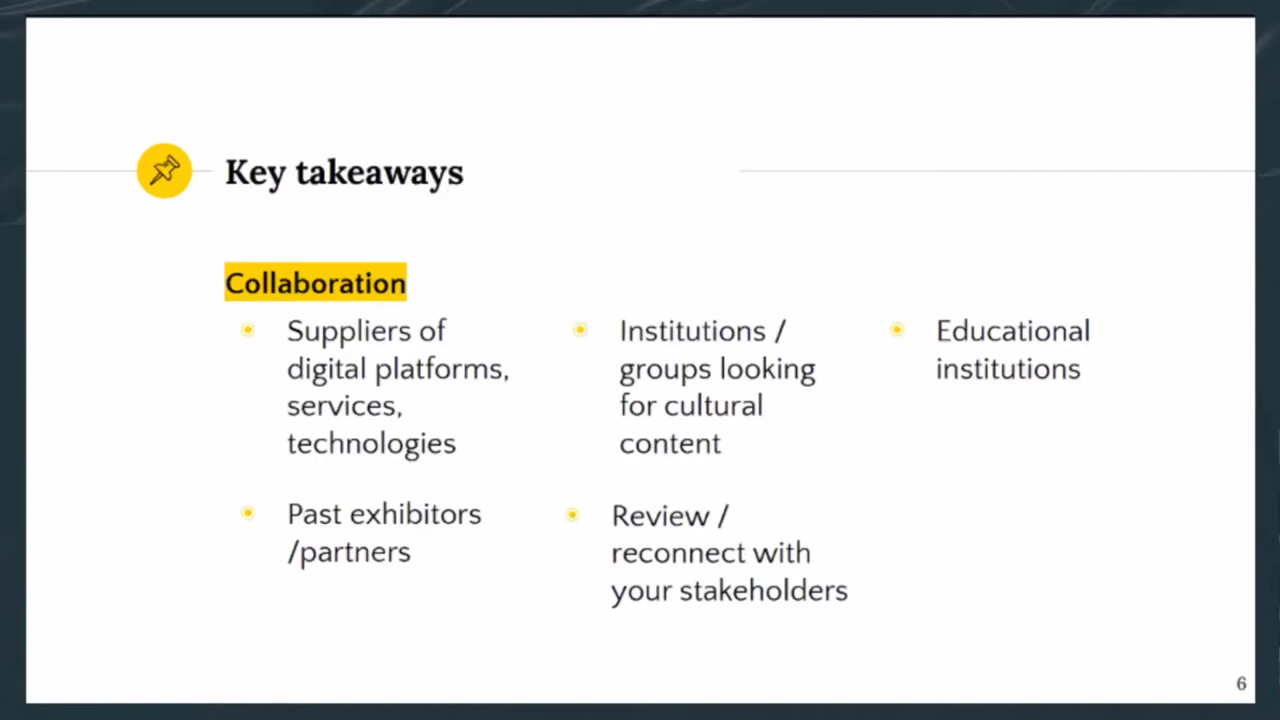 Key takeaways
Collaboration
Suppliers of
digital platforms,
services,
technologies
Institutions /
groups looking
for cultural
content
Educational
institutions
Past exhibitors
/partners
Review /
reconnect with
your stakeholders
6